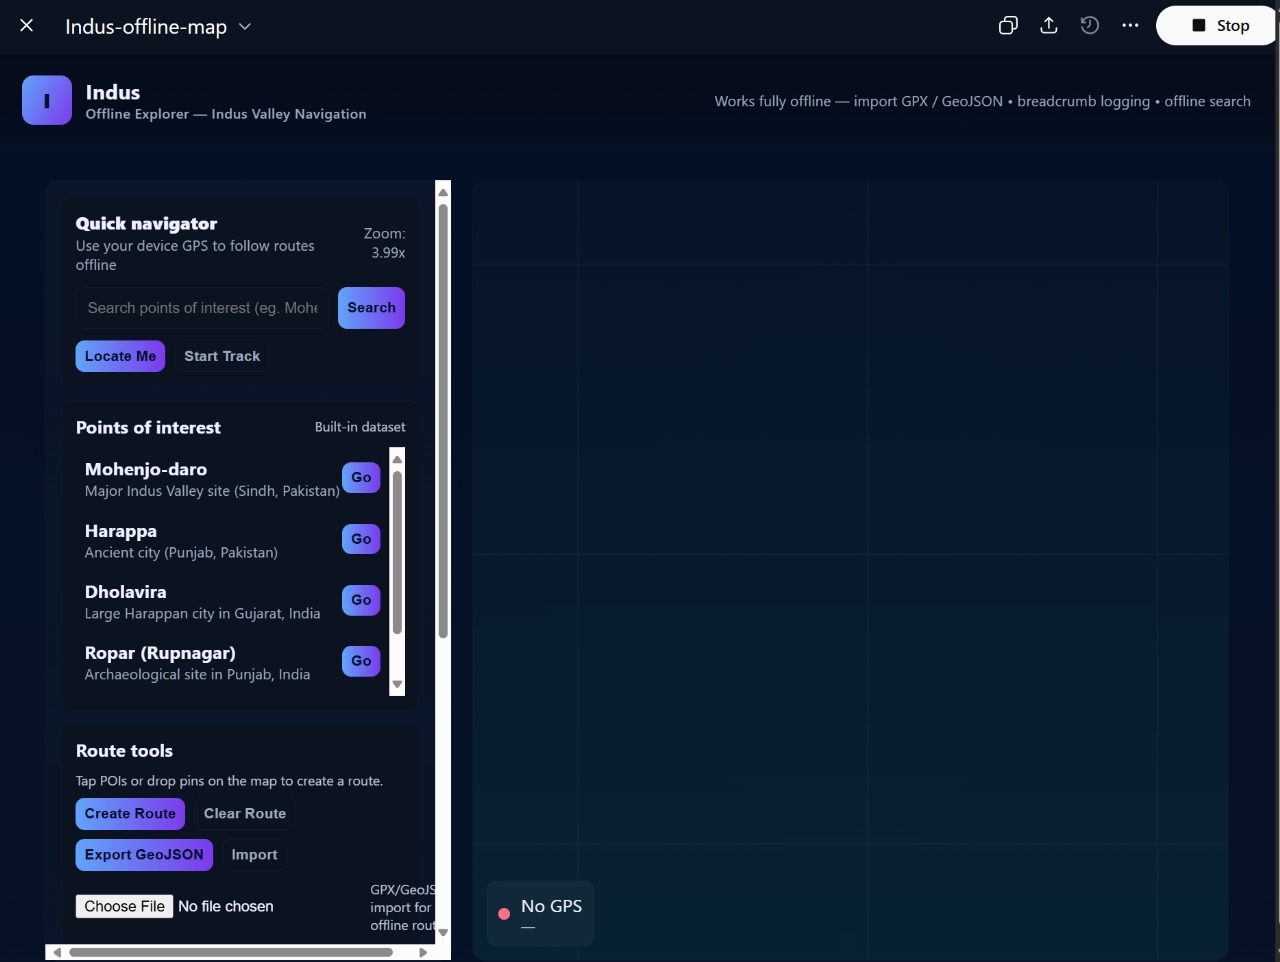 Indus-offline-map
Stop
I
Indus
Offline Explorer — Indus Valley Navigation
Works fully offline — import GPX / GeoJSON • breadcrumb logging • offline search
Quick navigator
Use your device GPS to follow routes
offline
Zoom:
3.99x
Search points of interest (eg. Mohe
Search
Locate Me
Start Track
Points of interest
Built-in dataset
Mohenjo-daro
Major Indus Valley site (Sindh, Pakistan)
Go
Harappa
Ancient city (Punjab, Pakistan)
Go
Dholavira
Large Harappan city in Gujarat, India
Go
Ropar (Rupnagar)
Archaeological site in Punjab, India
Go
Route tools
Tap POIs or drop pins on the map to create a route.
Create Route
Clear Route
Export GeoJSON
Import
Choose File
No file chosen
GPX/GeoJS
import for
offline rout
No GPS
—